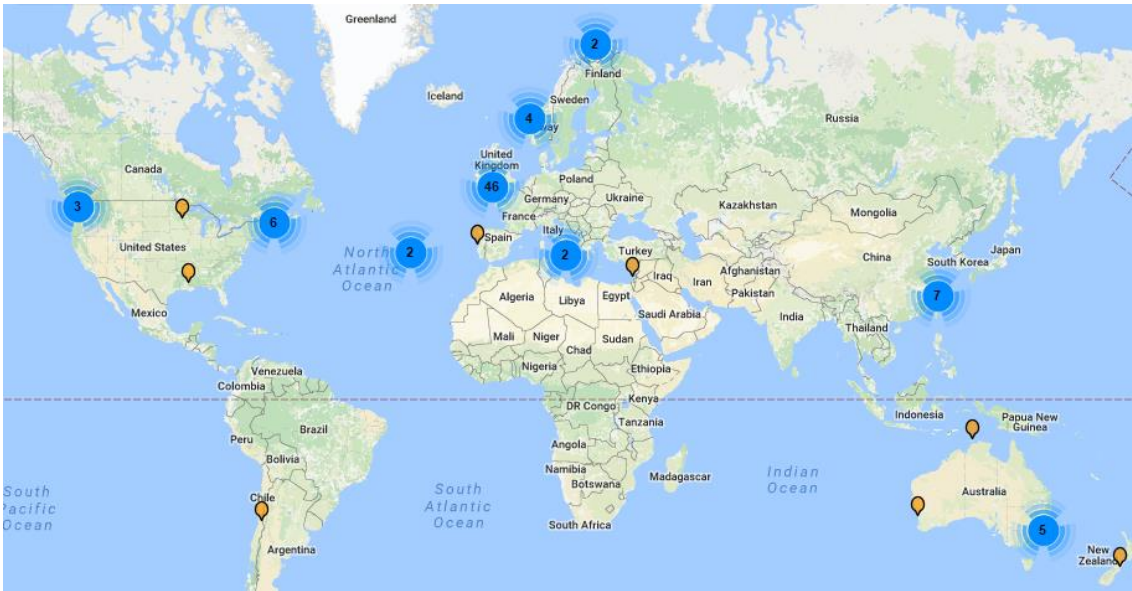 Greenland
2
Finland
Iceland
Sweden
4
way
Russia
United
Kingdom
Canada
46
Poland
Germany
Ukraine
Kazakhstan
Mongolia
3
6
France
Italy
Spain
United States
North
Atlantic
Ocean
2
2
Turkey
Iraq
Iran
Afghanistan
Pakistan
China
South Korea
Japan
7
Mexico
Algeria
Libya
Egypt
Saudi Arabia
India
Thailand
Mali
Niger
Chad
Sudan
Nigeria
Ethiopia
Venezuela
Colombia
Kenya
DR Congo
Tanzania
Indonesia
Papua New
Guinea
Peru
Brazil
Bolivia
Angola
Namibia
Botswana
Madagascar
Indian
Ocean
Australia
South
Pacific
Ocean
Chile
South
Atlantic
Ocean
South Africa
5
Argentina
New
Zealand